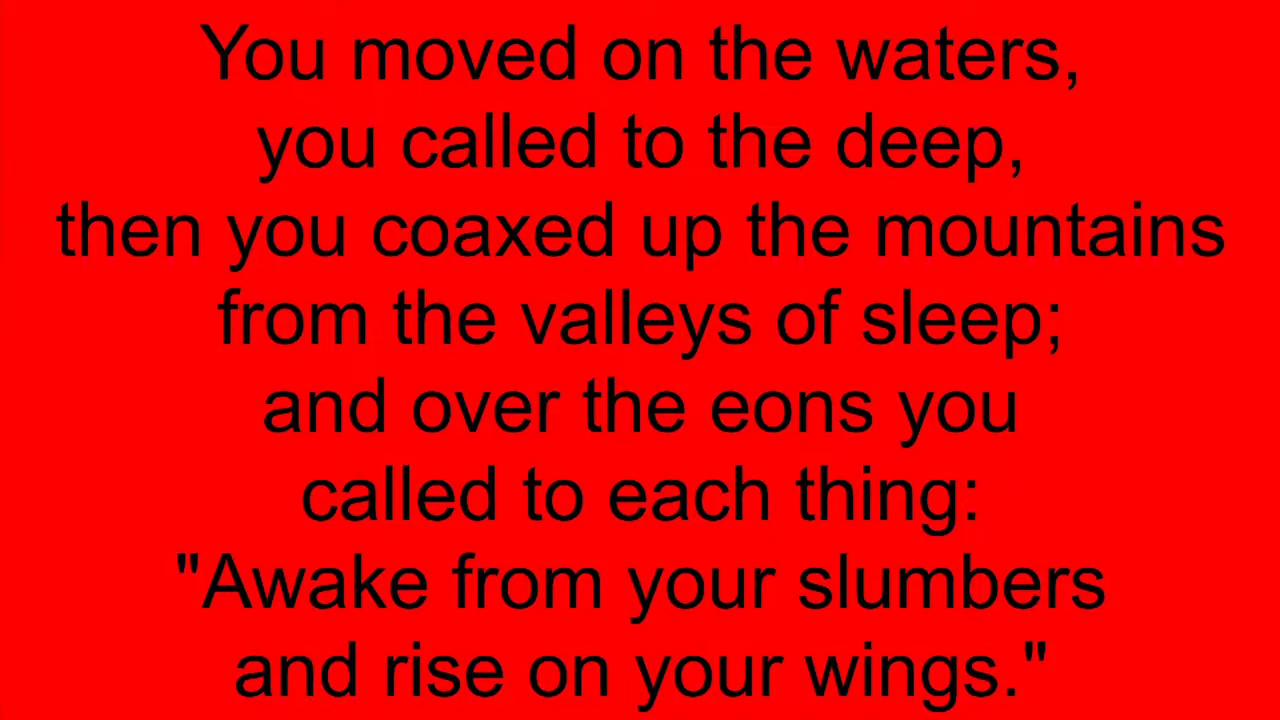 You moved on the waters,
you called to the deep,
then you coaxed up the mountains
from the valleys of sleep;
and over the eons you
called to each thing:
"Awake from your slumbers
and rise on your wings."